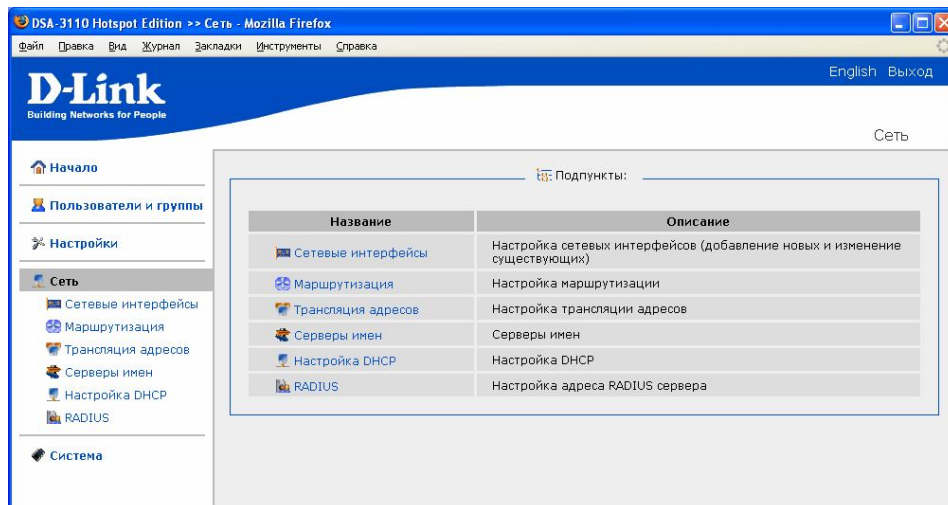 DSA-3110 Hotspot Edition >> Сеть - Mozilla Firefox
Файл Правка Вид Журнал Закладки Инструменты Справка
D-Link
Building Networks for People
English Выход
Сеть
Начало
Пользователи и группы
Настройки
Сеть
Сетевые интерфейсы
Маршрутизация
Трансляция адресов
Серверы имен
Настройка DHCP
RADIUS
Система
Подпункты:
Название Описание
Сетевые интерфейсы Настройка сетевых интерфейсов (добавление новых и изменение
существующих)
Маршрутизация Настройка маршрутизации
Трансляция адресов Настройка трансляции адресов
Серверы имен Серверы имен
Настройка DHCP Настройка DHCP
RADIUS Настройка адреса RADIUS сервера